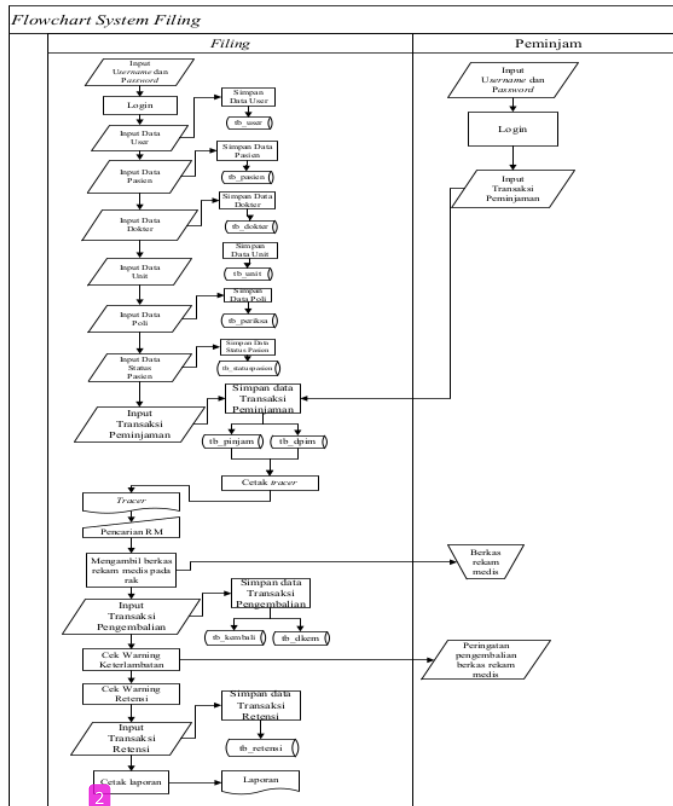 Flowchart System Filing
Filing
Peminjam
Input
Username dan
Password
Login
Input Data
User
Simpan
Data User
tb_user
Input Data
Pasien
Simpan Data
Pasien
tb_pasien
Input Data
Dokter
Simpan Data
Dokter
tb_dokter
Input Data
Unit
Simpan
Data Unit
tb_unit
Input Data
Poli
Simpan
Data Poli
tb_periksa
Input Data
Status
Pasien
Simpan Data
Status Pasien
tb_statuspasien
Input
Transaksi
Peminjaman
Simpan data
Transaksi
Peminjaman
tb_pinjam
tb_dpim
Cetak tracer
Tracer
Pencarian RM
Mengambil berkas
rekam medis pada
rak
Input
Transaksi
Pengembalian
Simpan data
Transaksi
Pengembalian
tb_kembali
tb_dkem
Cek Warning
Keterlambatan
Cek Warning
Retensi
Input
Transaksi
Retensi
Simpan data
Transaksi
Retensi
tb_retensi
Cetak laporan
Laporan
2
Input
Username dan
Password
Login
Input
Transaksi
Peminjaman
Berkas
rekam
medis
Peringatan
pengembalian
berkas rekam
medis